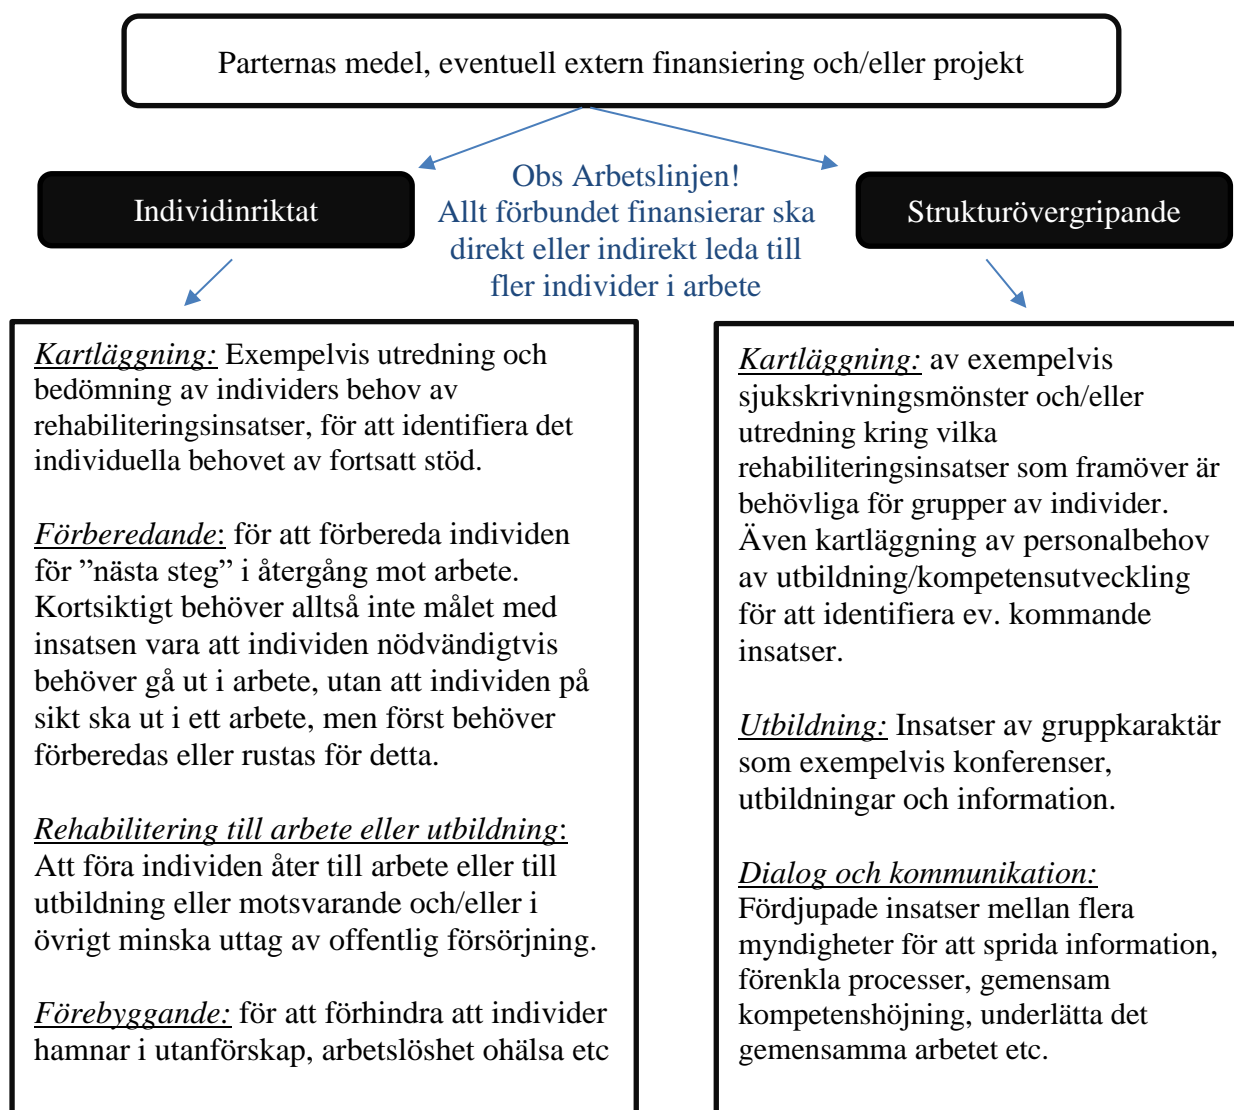 Parternas medel, eventuell extern finansiering och/eller projekt
Individinriktat
Obs Arbetslinjen!
Allt förbundet finansierar ska
direkt eller indirekt leda till
fler individer i arbete
Strukturövergripande
Kartläggning: Exempelvis utredning och
bedömning av individers behov av
rehabiliteringsinsatser, för att identifiera det
individuella behovet av fortsatt stöd.
Förberedande: för att förbereda individen
för ”nästa steg” i återgång mot arbete.
Kortsiktigt behöver alltså inte målet med
insatsen vara att individen nödvändigtvis
behöver gå ut i arbete, utan att individen på
sikt ska ut i ett arbete, men först behöver
förberedas eller rustas för detta.
Rehabilitering till arbete eller utbildning:
Att föra individen åter till arbete eller till
utbildning eller motsvarande och/eller i
övrigt minska uttag av offentlig försörjning.
Förebyggande: för att förhindra att individer
hamnar i utanförskap, arbetslöshet ohälsa etc
Kartläggning: av exempelvis
sjukskrivningsmönster och/eller
utredning kring vilka
rehabiliteringsinsatser som framöver är
behövliga för grupper av individer.
Även kartläggning av personalbehov
av utbildning/kompetensutveckling
för att identifiera ev. kommande
insatser.
Utbildning: Insatser av gruppkaraktär
som exempelvis konferenser,
utbildningar och information.
Dialog och kommunikation:
Fördjupade insatser mellan flera
myndigheter för att sprida information,
förenkla processer, gemensam
kompetenshöjning, underlätta det
gemensamma arbetet etc.